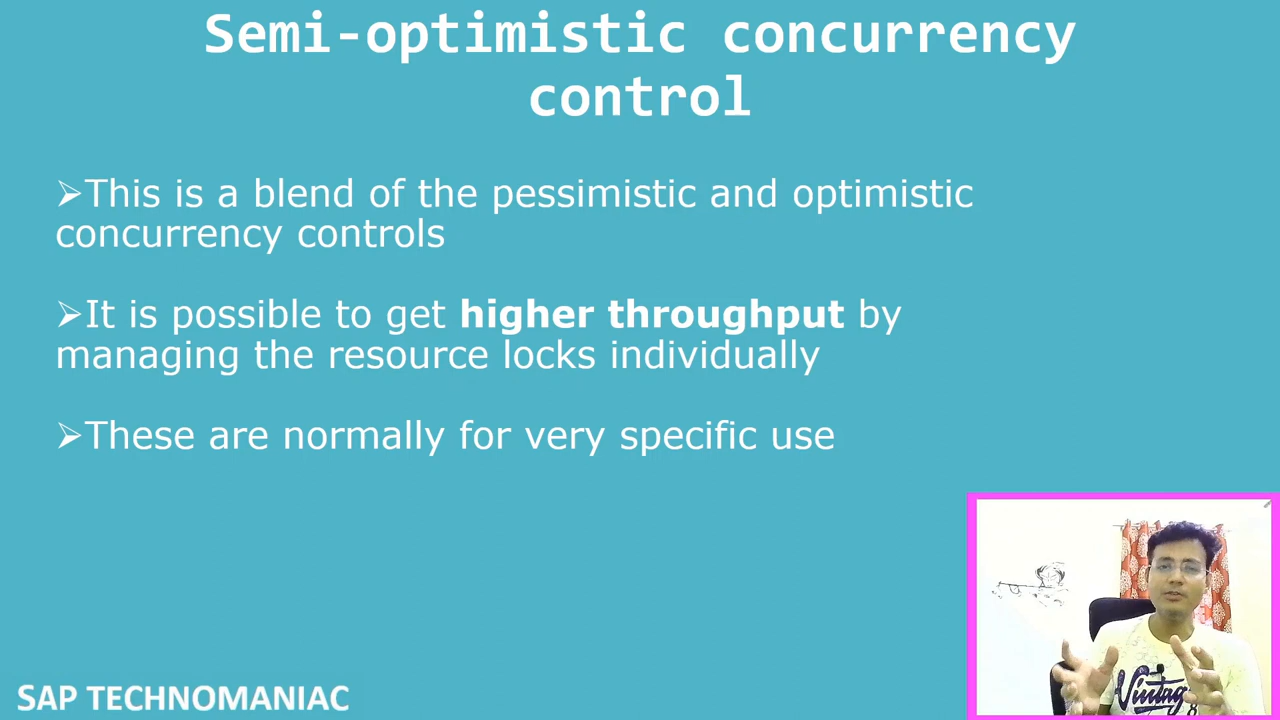 Semi-optimistic concurrency
control
➢This is a blend of the pessimistic and optimistic
concurrency controls
➢It is possible to get higher throughput by
managing the resource locks individually
➢These are normally for very specific use
Vintag
SAP TECHNOMANIAC